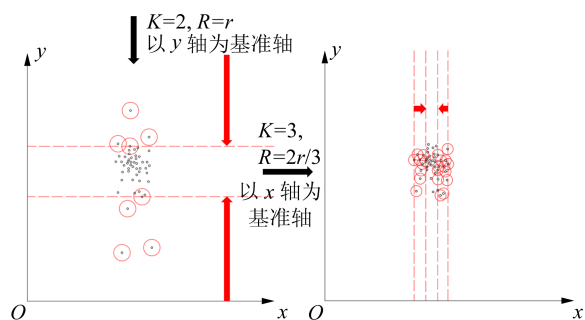 K=2, R=r
以 y 轴为基准轴
y
y
K=3,
R=2r/3
以 x 轴为
基准轴
O
x
O
x